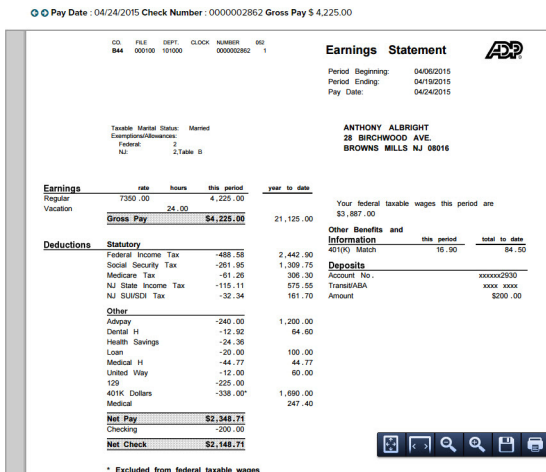 Pay Date : 04/24/2015 Check Number : 0000002862 Gross Pay $ 4,225.00
CO. FILE DEPT. CLOCK NUMBER 052
B44 000100 101000 0000002862 1
Earnings Statement
ADP
Period Beginning: 04/06/2015
Period Ending: 04/19/2015
Pay Date: 04/24/2015
Taxable Marital Status: Married
Exemptions/Allowances:
Federal: 2
NJ: 2,Table B
ANTHONY ALBRIGHT
28 BIRCHWOOD AVE.
BROWNS MILLS NJ 08016
Earnings rate hours this period year to date
Regular 7350 .00 4,225 .00
Vacation 24.00
Gross Pay $4,225.00 21,125 .00
Your federal taxable wages this period are
$3,887 .00
Other Benefits and
Information this period total to date
401(K) Match 16 .90 84 .50
Deposits
Account No . xxxxxx2930
Transit/ABA xxxx xxxx
Amount $200 .00
Deductions Statutory
Federal Income Tax -488 .58 2,442 .90
Social Security Tax -261 .95 1,309 .75
Medicare Tax -61 .26 306 .30
NJ State Income Tax -115 .11 575 .55
NJ SUI/SDI Tax -32 .34 161 .70
Other
Advpay -240 .00 1,200 .00
Dental H -12 .92 64 .60
Health Savings -24 .36
Loan -20 .00 100 .00
Medical H -44 .77 44 .77
United Way -12 .00 60 .00
129 -225 .00
401K Dollars -338 .00* 1,690 .00
Medical 247 .40
Net Pay $2,348.71
Checking -200 .00
Net Check $2,148.71
* Excluded from federal taxable wages